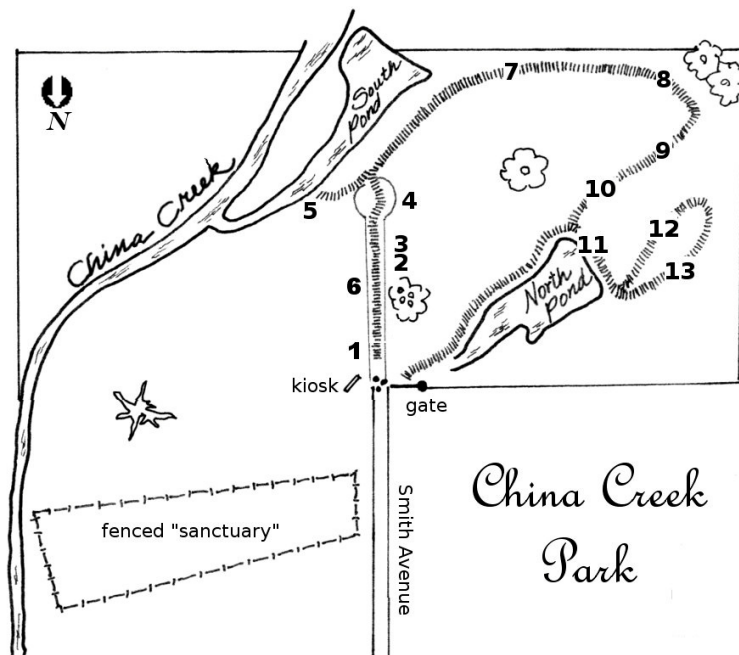 N
China Creek
South
Pond
7
8
9
10
5
4
3
2
6
1
11
12
13
North
Pond
kiosk
gate
fenced "sanctuary"
Smith Avenue
China Creek
Park